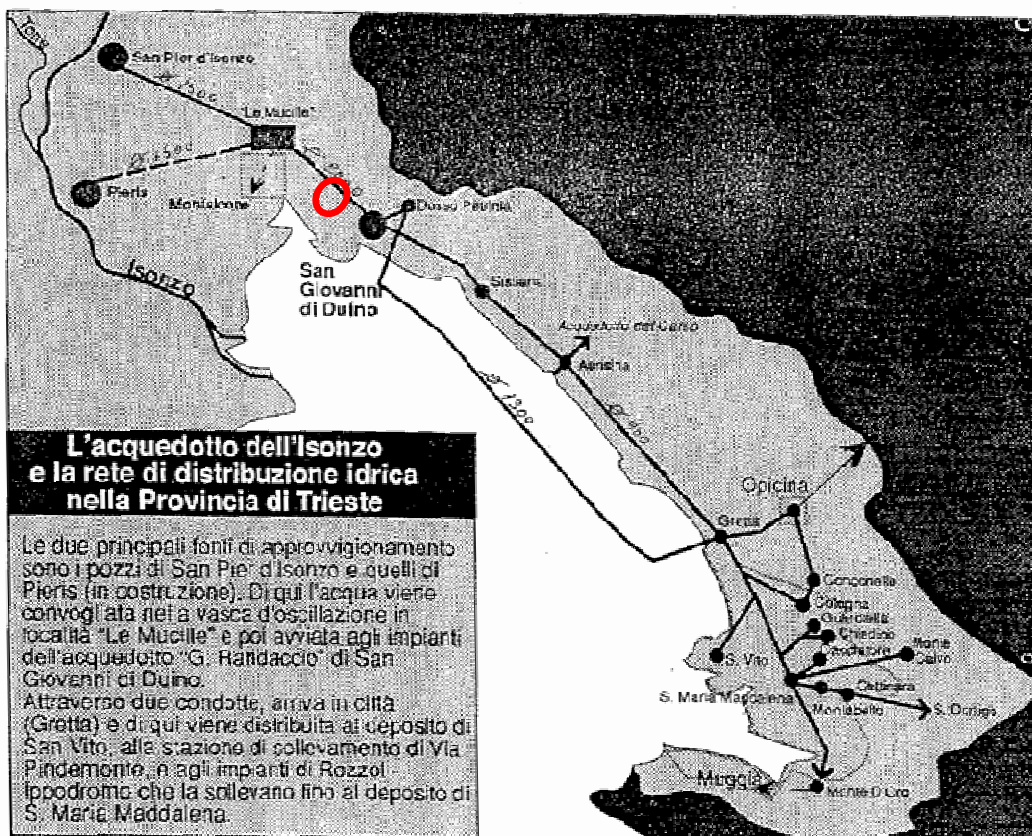 Torre
San Pier d'Isonzo
ø 1500
"Le Mucille"
Pieris
Monfalcone
Dosso Petrinia
San
Giovanni
di Duino
Isonzo
Sistiana
Acquedotto del Carso
Aurisina
ø 1300
Opicina
Gretta
Conconello
Cologna
Guardiella
Chiadino
Monte
Calvo
S. Vito
Cattinara
S. Maria Maddalena
Montebello
S. Dorligo
Muggia
Monte D'Oro
L'acquedotto dell'Isonzo
e la rete di distribuzione idrica
nella Provincia di Trieste
Le due principali fonti di approvvigionamento
sono i pozzi di San Pier d'Isonzo e quelli di
Pieris (in costruzione). Di qui l'acqua viene
convogliata nella vasca d'oscillazione in
località "Le Mucille" e poi avviata agli impianti
dell'acquedotto "G. Randaccio" di San
Giovanni di Duino.
Attraverso due condotte, arriva in città
(Gretta) e di qui viene distribuita al deposito di
San Vito, alla stazione di sollevamento di Via
Pindemonte, e agli impianti di Rozzol -
Ippodromo che la sollevano fino al deposito di
S. Maria Maddalena.